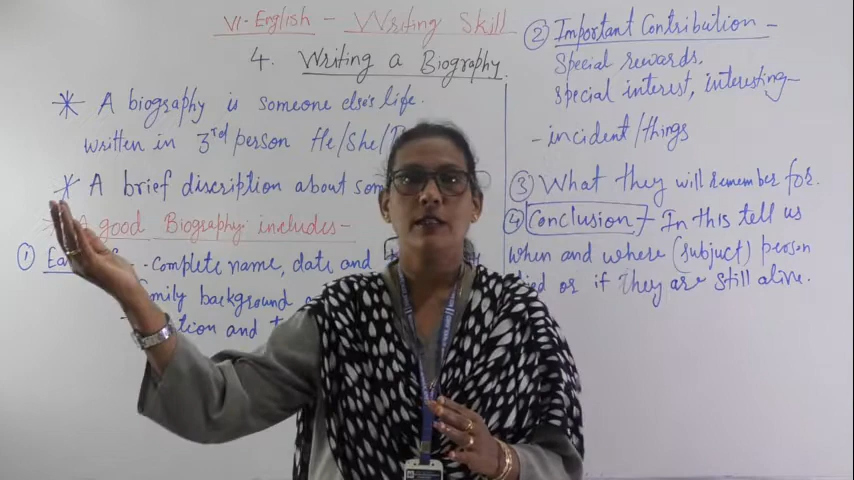 VI-English - Writing Skill
4. Writing a Biography
* A biography is someone else's life.
written in 3rd person He/She/
* A brief discription about som
* A good Biography includes-
① Ea - Complete name, date and
mily background
tion and
② Important Contribution -
Special rewards,
Special interest, interesting
- incident/things
③ What they will remember for.
④ Conclusion - In this tell us
when and where (subject) person
ied or if they are still alive.